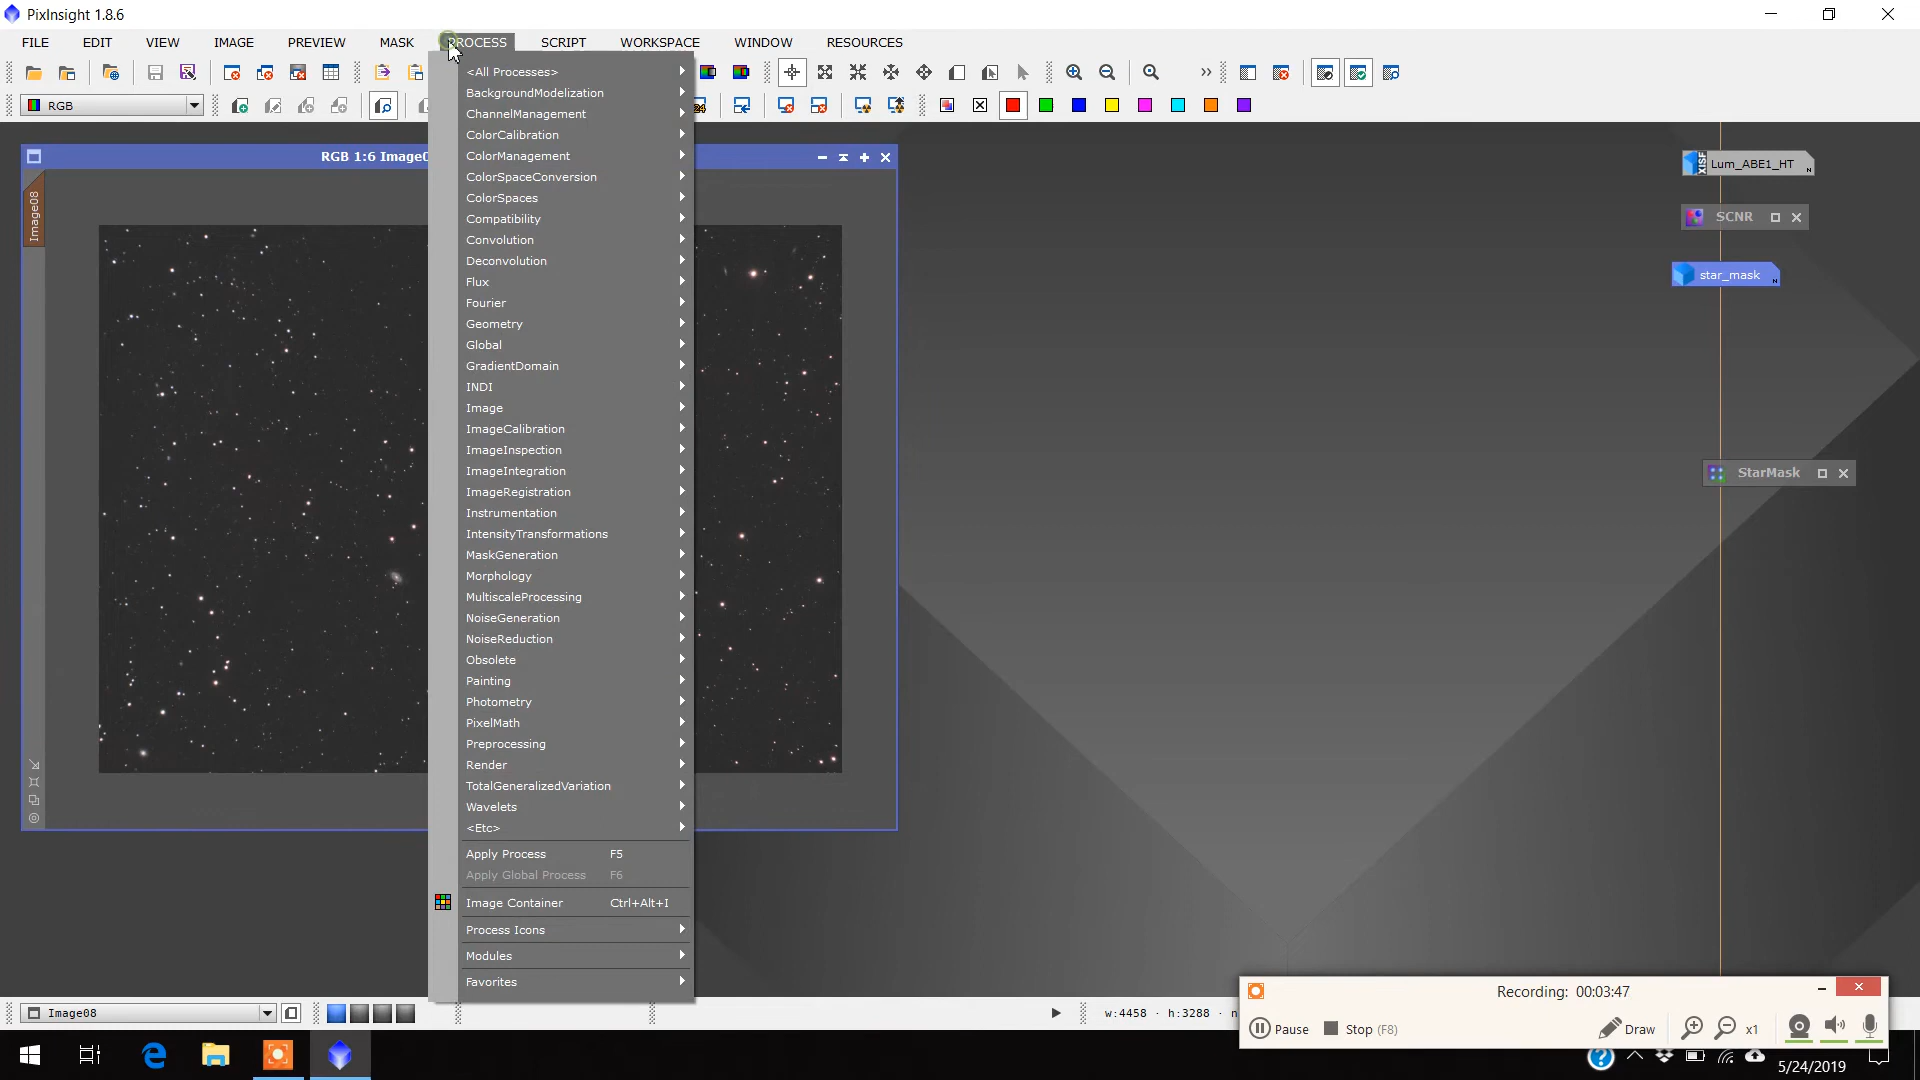 PixInsight 1.8.6
FILE EDIT VIEW IMAGE PREVIEW MASK PROCESS SCRIPT WORKSPACE WINDOW RESOURCES
RGB
RGB 1:6 Image
Image08
<All Processes>
BackgroundModelization
ChannelManagement
ColorCalibration
ColorManagement
ColorSpaceConversion
ColorSpaces
Compatibility
Convolution
Deconvolution
Flux
Fourier
Geometry
Global
GradientDomain
INDI
Image
ImageCalibration
ImageInspection
ImageIntegration
ImageRegistration
Instrumentation
IntensityTransformations
MaskGeneration
Morphology
MultiscaleProcessing
NoiseGeneration
NoiseReduction
Obsolete
Painting
Photometry
PixelMath
Preprocessing
Render
TotalGeneralizedVariation
Wavelets
<Etc>
Apply Process F5
Apply Global Process F6
Image Container Ctrl+Alt+I
Process Icons
Modules
Favorites
XISF Lum_ABE1_HT
SCNR
star_mask
StarMask
Image08
w:4458 · h:3288 ·
Recording: 00:03:47
Pause Stop (F8) Draw x1
5/24/2019